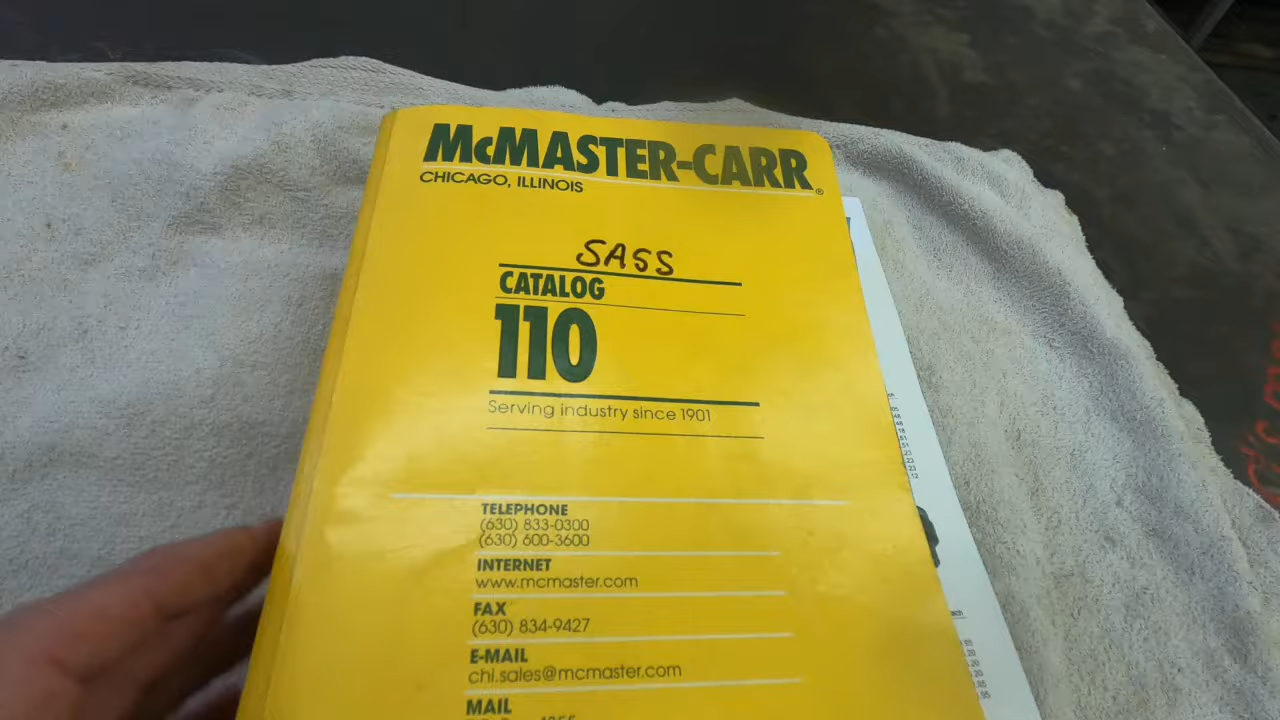 McMASTER-CARR®
CHICAGO, ILLINOIS
SASS
CATALOG
110
Serving industry since 1901
TELEPHONE
(630) 833-0300
(630) 600-3600
INTERNET
www.mcmaster.com
FAX
(630) 834-9427
E-MAIL
chi.sales@mcmaster.com
MAIL